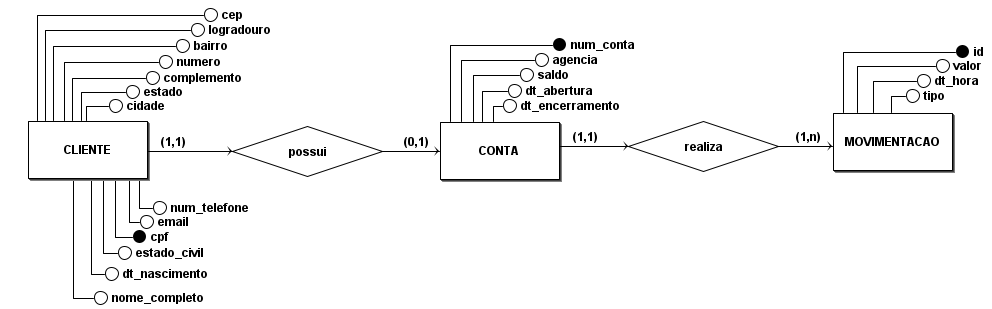 cep
logradouro
bairro
numero
complemento
estado
cidade
CLIENTE
(1,1)
possui
(0,1)
num_telefone
email
cpf
estado_civil
dt_nascimento
nome_completo
num_conta
agencia
saldo
dt_abertura
dt_encerramento
CONTA
(1,1)
realiza
(1,n)
id
valor
dt_hora
tipo
MOVIMENTACAO